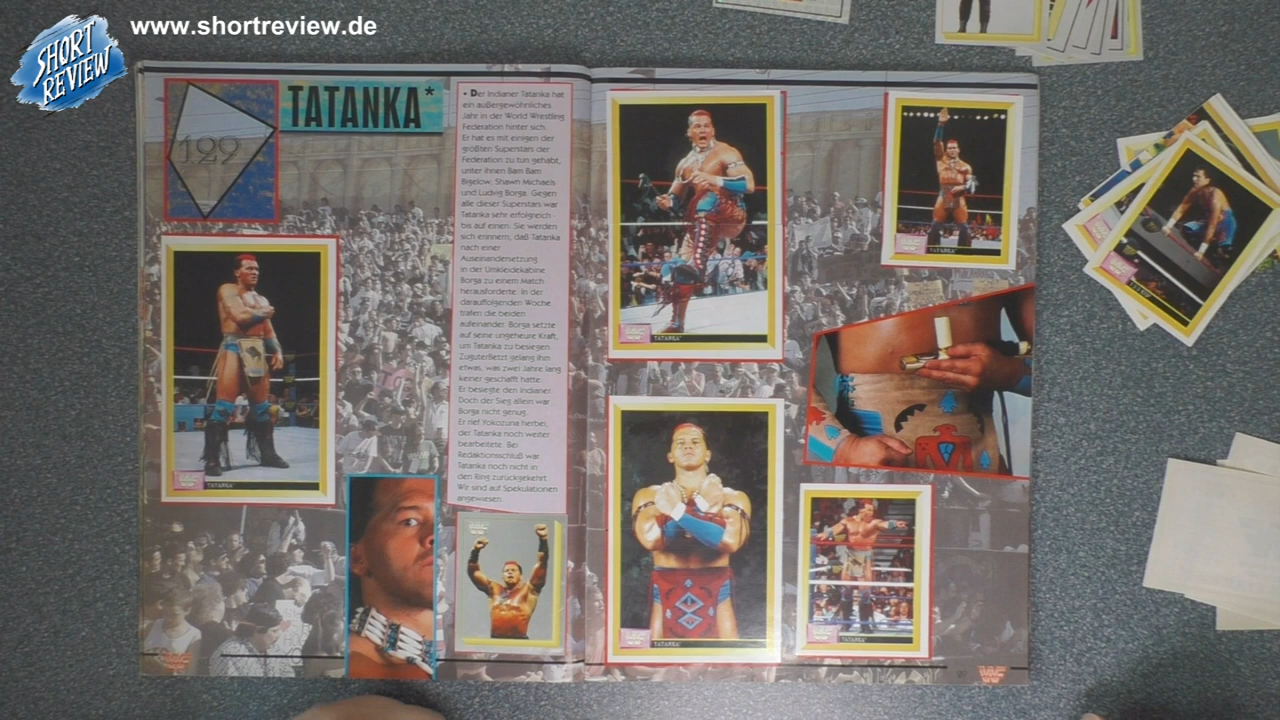 www.shortreview.de
SHORT
REVIEW
TATANKA*
129
• Der Indianer Tatanka hat
ein außergewöhnliches
Jahr in der World Wrestling
Federation hinter sich.
Er hat es mit einigen der
größten Superstars der
Federation zu tun gehabt,
unter ihnen Bam Bam
Bigelow, Shawn Michaels
und Ludvig Borga. Gegen
alle dieser Superstars war
Tatanka sehr erfolgreich -
bis auf einen. Sie werden
sich erinnern, daß Tatanka
nach einer
Auseinandersetzung
in der Umkleidekabine
Borga zu einem Match
herausforderte. In der
darauffolgenden Woche
trafen die beiden
aufeinander. Borga setzte
auf seine ungeheure Kraft,
um Tatanka zu besiegen.
Zuguterletzt gelang ihm
etwas, was zwei Jahre lang
keiner geschafft hatte:
Er besiegte den Indianer.
Doch der Sieg allein war
Borga nicht genug.
Er rief Yokozuna herbei,
der Tatanka noch weiter
bearbeitete. Bei
Redaktionsschluß war
Tatanka noch nicht in
den Ring zurückgekehrt.
Wir sind auf Spekulationen
angewiesen.
TATANKA
TATANKA
TATANKA
TATANKA
TATANKA